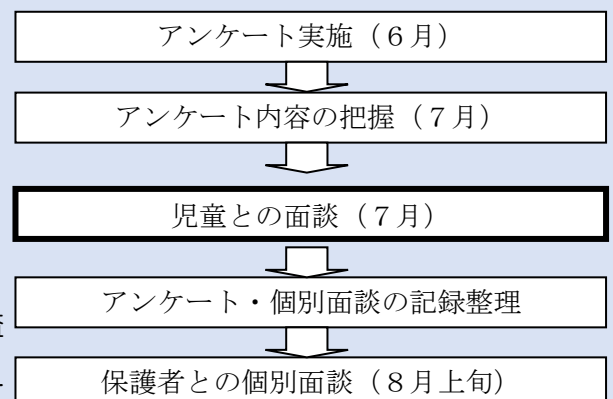 アンケート実施（６月）
アンケート内容の把握（７月）
児童との面談（７月）
アンケート・個別面談の記録整理
保護者との個別面談（８月上旬）